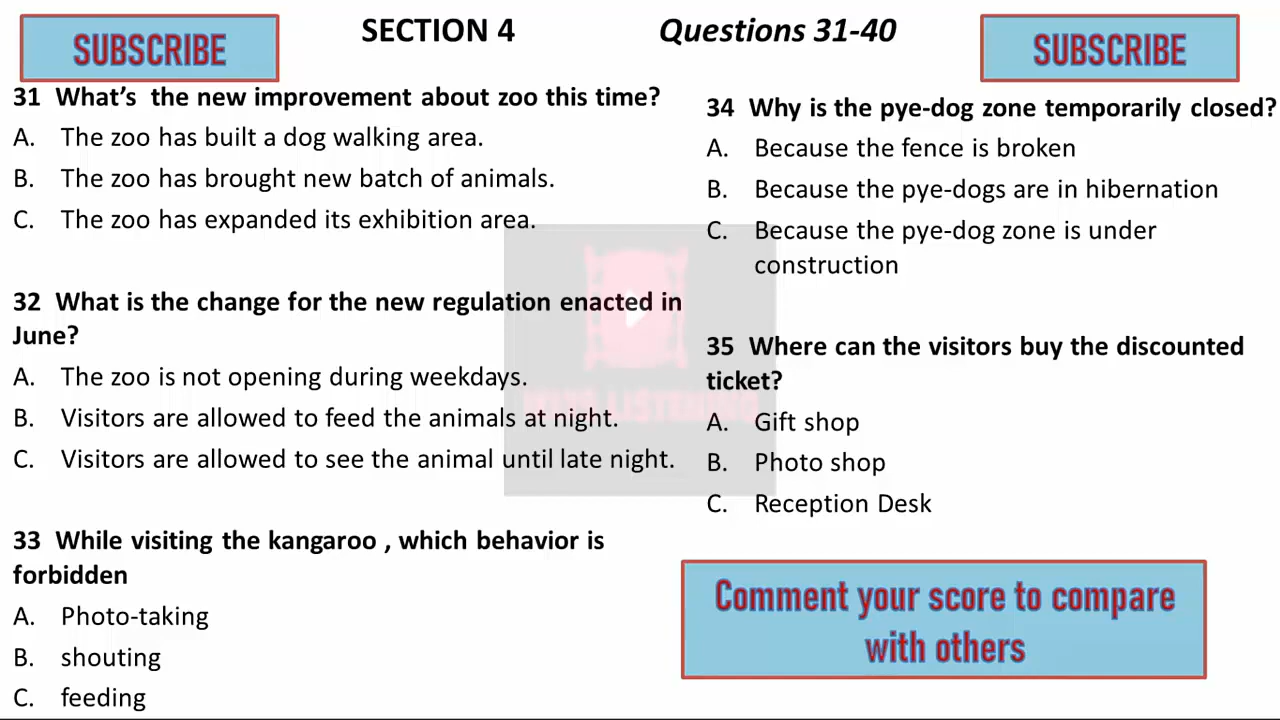 SUBSCRIBE
SECTION 4
Questions 31-40
SUBSCRIBE
31 What's the new improvement about zoo this time?
A. The zoo has built a dog walking area.
B. The zoo has brought new batch of animals.
C. The zoo has expanded its exhibition area.
32 What is the change for the new regulation enacted in
June?
A. The zoo is not opening during weekdays.
B. Visitors are allowed to feed the animals at night.
C. Visitors are allowed to see the animal until late night.
33 While visiting the kangaroo , which behavior is
forbidden
A. Photo-taking
B. shouting
C. feeding
34 Why is the pye-dog zone temporarily closed?
A. Because the fence is broken
B. Because the pye-dogs are in hibernation
C. Because the pye-dog zone is under
construction
35 Where can the visitors buy the discounted
ticket?
A. Gift shop
B. Photo shop
C. Reception Desk
Comment your score to compare
with others